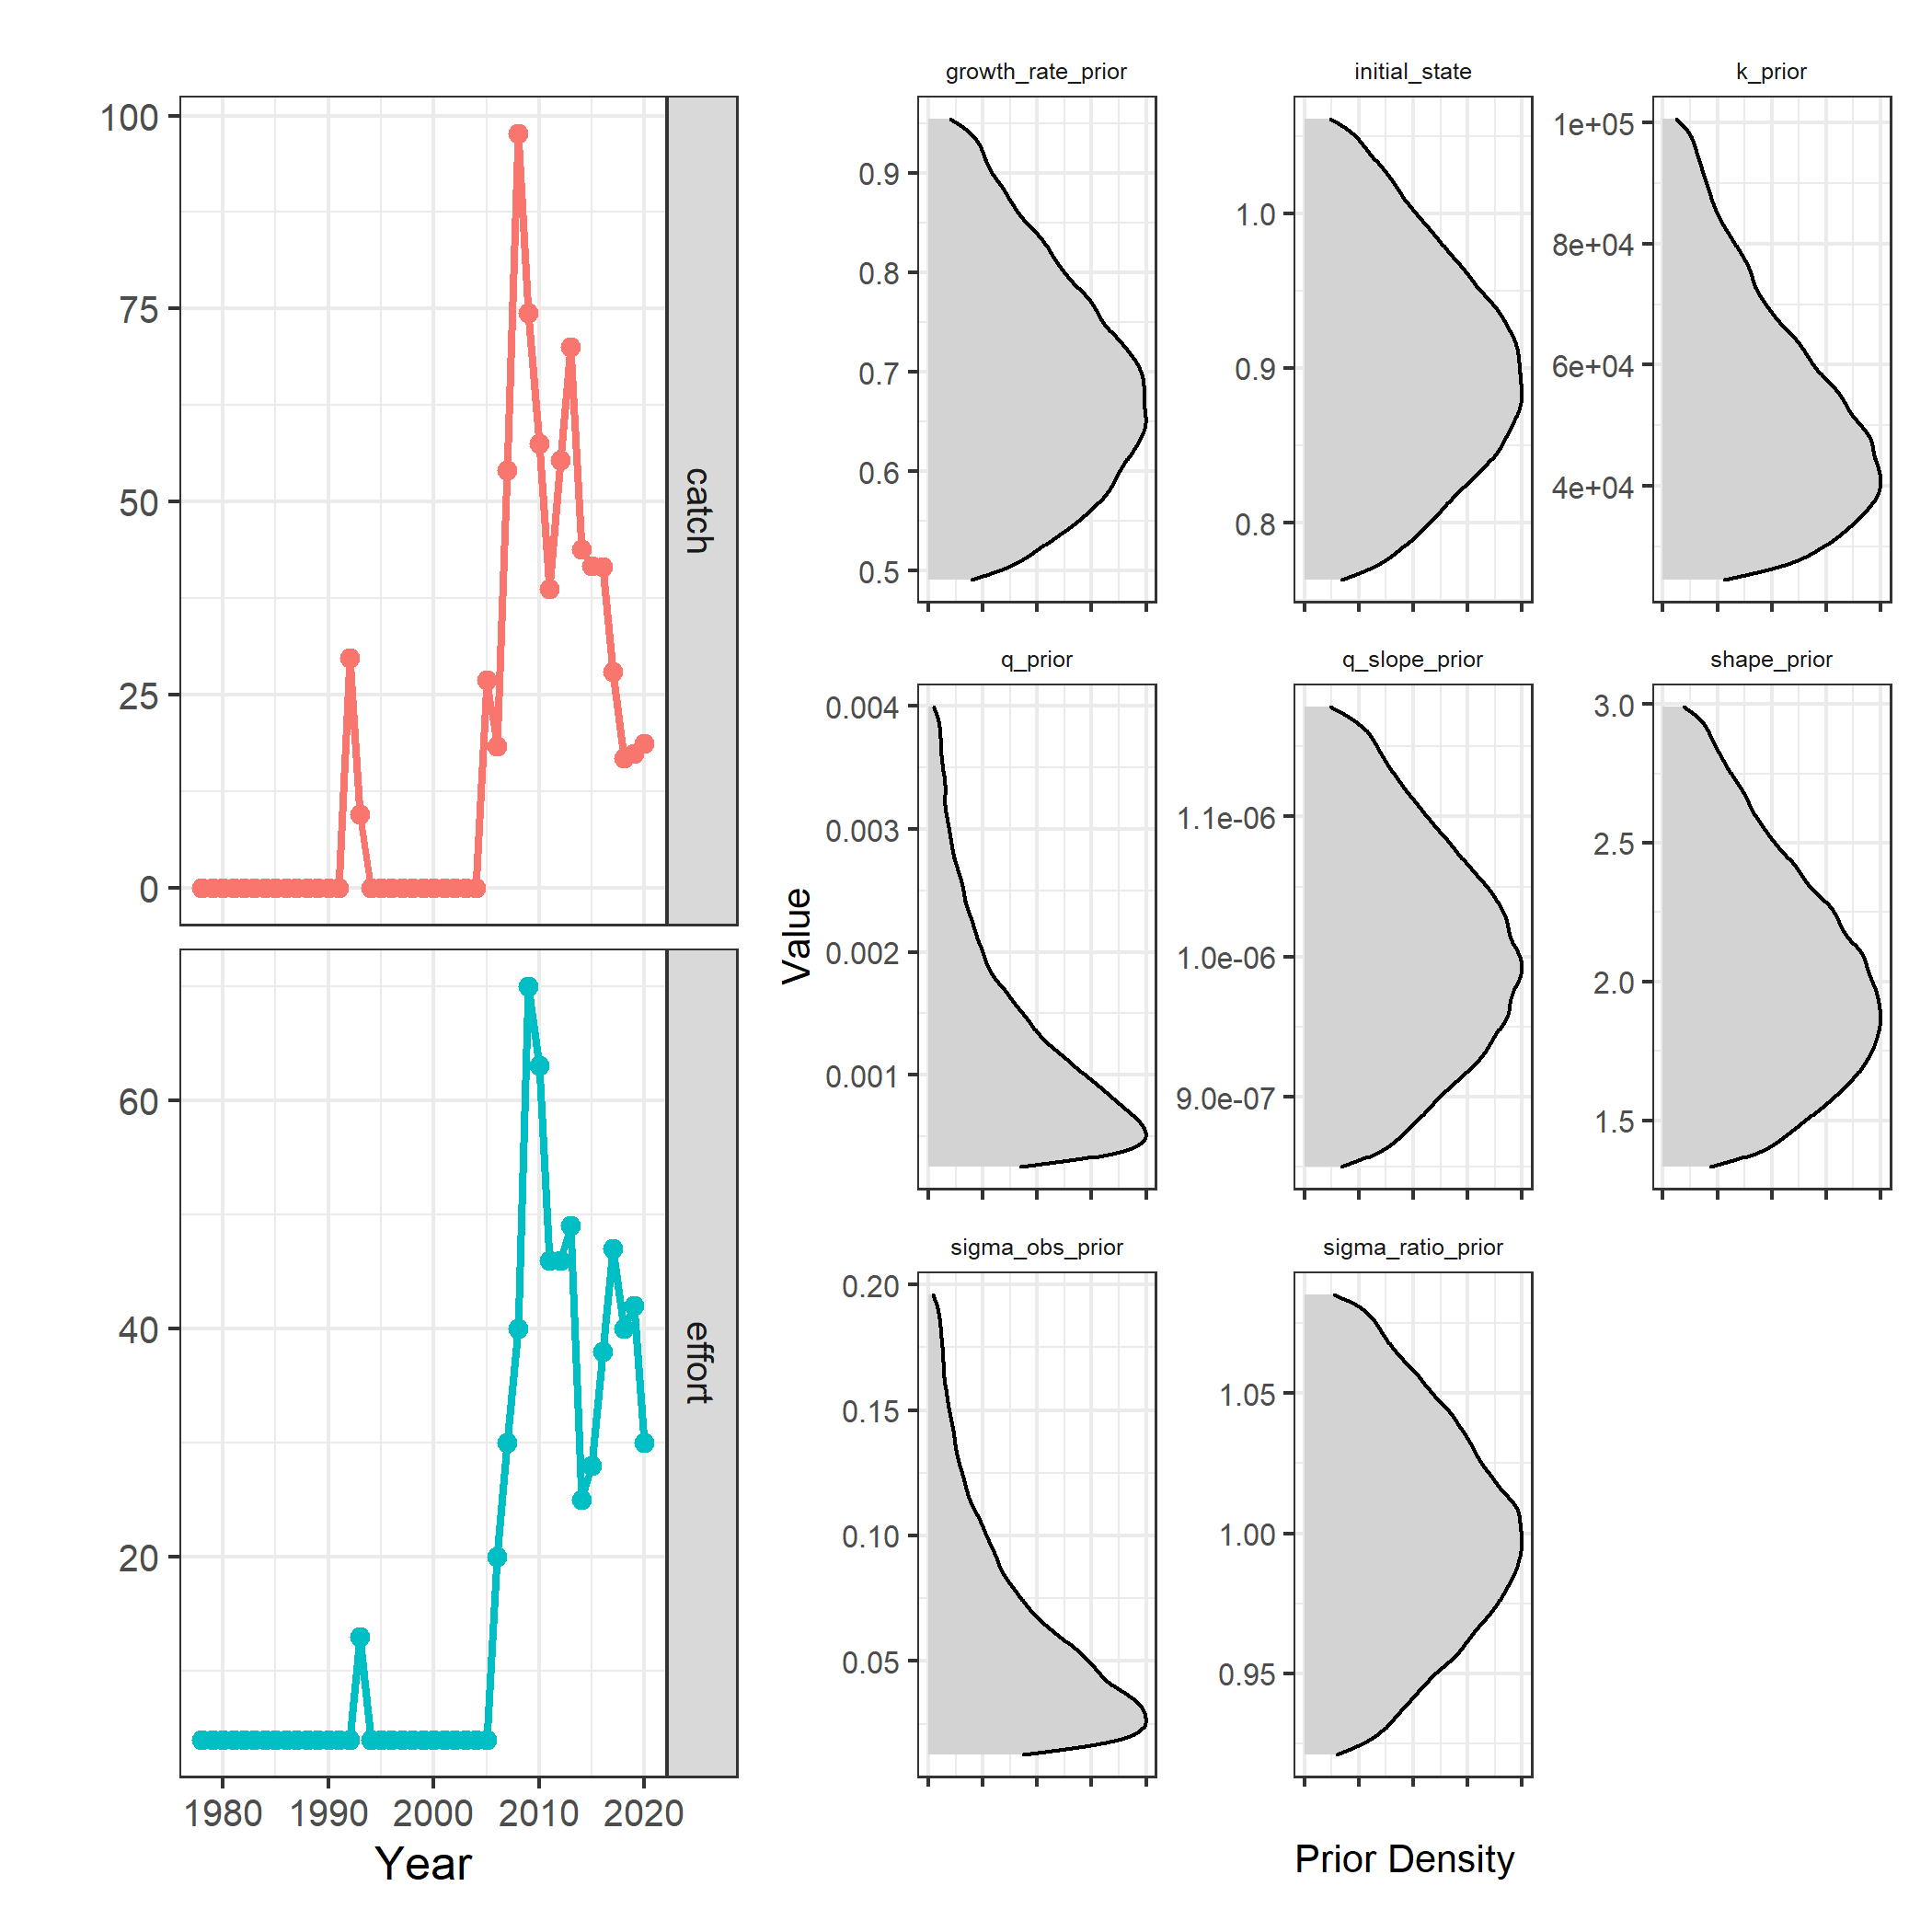 100
75
50
25
0
catch
60
40
20
effort
1980 1990 2000 2010 2020
Year
Value
growth_rate_prior
0.9
0.8
0.7
0.6
0.5
initial_state
1.0
0.9
0.8
k_prior
1e+05
8e+04
6e+04
4e+04
q_prior
0.004
0.003
0.002
0.001
q_slope_prior
1.1e-06
1.0e-06
9.0e-07
shape_prior
3.0
2.5
2.0
1.5
sigma_obs_prior
0.20
0.15
0.10
0.05
sigma_ratio_prior
1.05
1.00
0.95
Prior Density